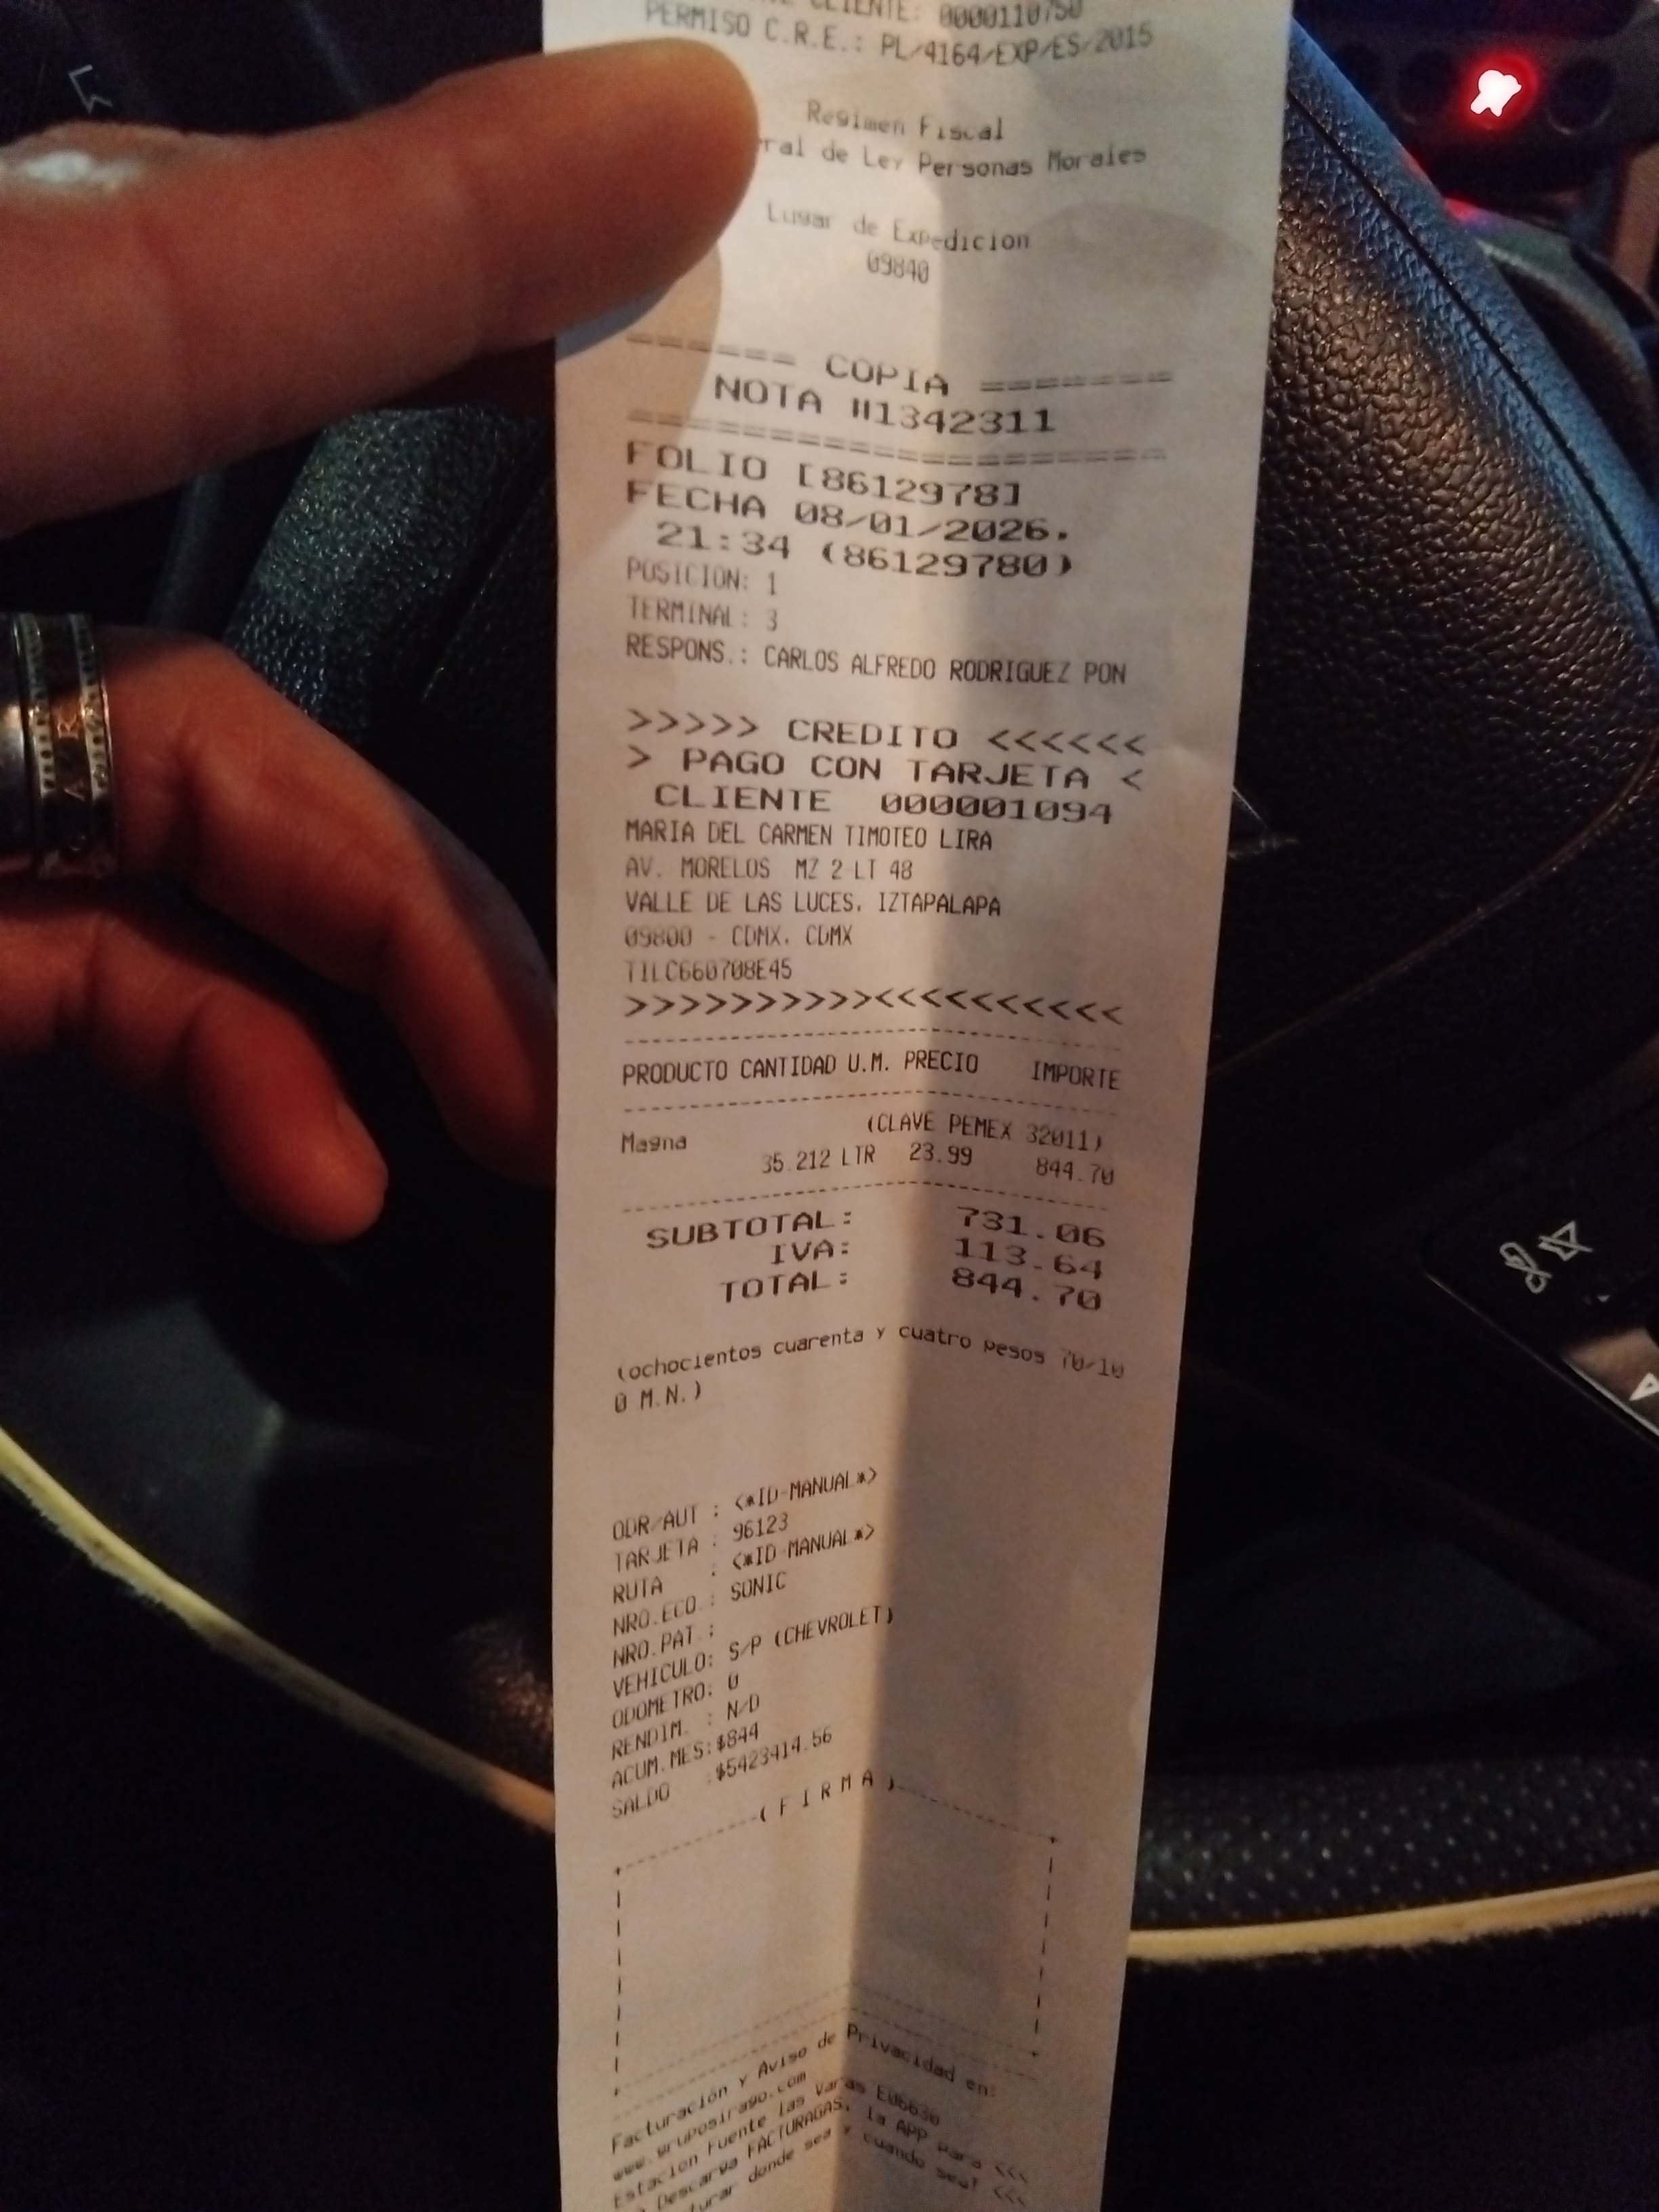 CLIENTE: 0000110750
PERMISO C.R.E.: PL/4164/EXP/ES/2015
Regimen Fiscal
de Ley Personas Morales
Lugar de Expedicion
09840
====== COPIA =======
NOTA #1342311
==================
FOLIO [8612978]
FECHA 08/01/2026.
21:34 (86129780)
POSICION: 1
TERMINAL: 3
RESPONS.: CARLOS ALFREDO RODRIGUEZ PON
>>>>> CREDITO <<<<<<
> PAGO CON TARJETA <
CLIENTE 000001094
MARIA DEL CARMEN TIMOTEO LIRA
AV. MORELOS MZ 2 LT 48
VALLE DE LAS LUCES, IZTAPALAPA
09800 - CDMX, CDMX
TILC660708E45
>>>>>>>>>>><<<<<<<<<<<
PRODUCTO CANTIDAD U.M. PRECIO IMPORTE
(CLAVE PEMEX 32011)
Magna
35.212 LTR 23.99 844.70
SUBTOTAL: 731.06
IVA: 113.64
TOTAL: 844.70
(ochocientos cuarenta y cuatro pesos 70/10
0 M.N.)
ODR/AUT : <*ID-MANUAL*>
TARJETA : 96123
RUTA : <*ID-MANUAL*>
NRO.ECO.: SONIC
NRO.PAT.:
VEHICULO: S/P (CHEVROLET)
ODOMETRO: 0
RENDIM. : N/D
ACUM.MES:$844
SALDO :$5423414.56
(FIRMA)
Facturación y Aviso de Privacidad en:
www.gruposirago.com
Estacion Fuente las Varas E06630
Descarga FACTURAGAS, la APP para <<<
donde sea y cuando sea! <<<